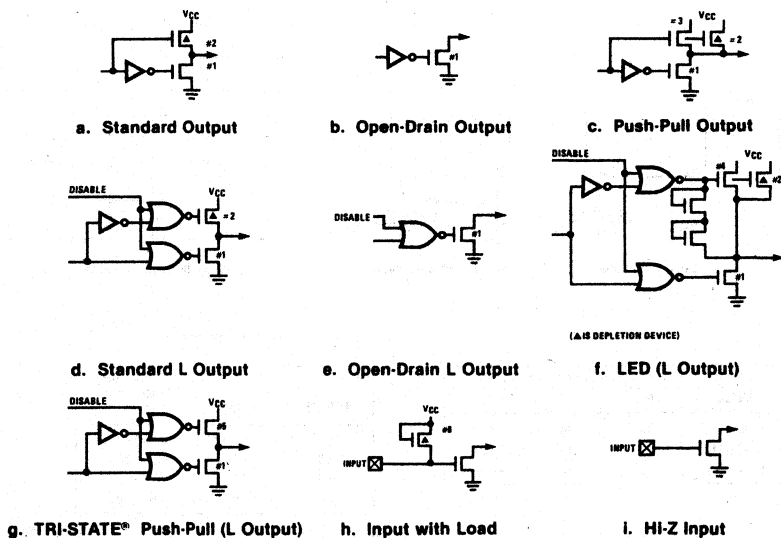 VCC
#2
#1
a. Standard Output
#1
b. Open-Drain Output
=3 VCC
=2
#1
c. Push-Pull Output
DISABLE
VCC
=2
#1
d. Standard L Output
DISABLE
#1
e. Open-Drain L Output
DISABLE
#4 VCC
#2
#1
(▲IS DEPLETION DEVICE)
f. LED (L Output)
DISABLE
VCC
#5
#1
g. TRI-STATE® Push-Pull (L Output)
VCC
#6
INPUT
h. Input with Load
INPUT
i. Hi-Z Input